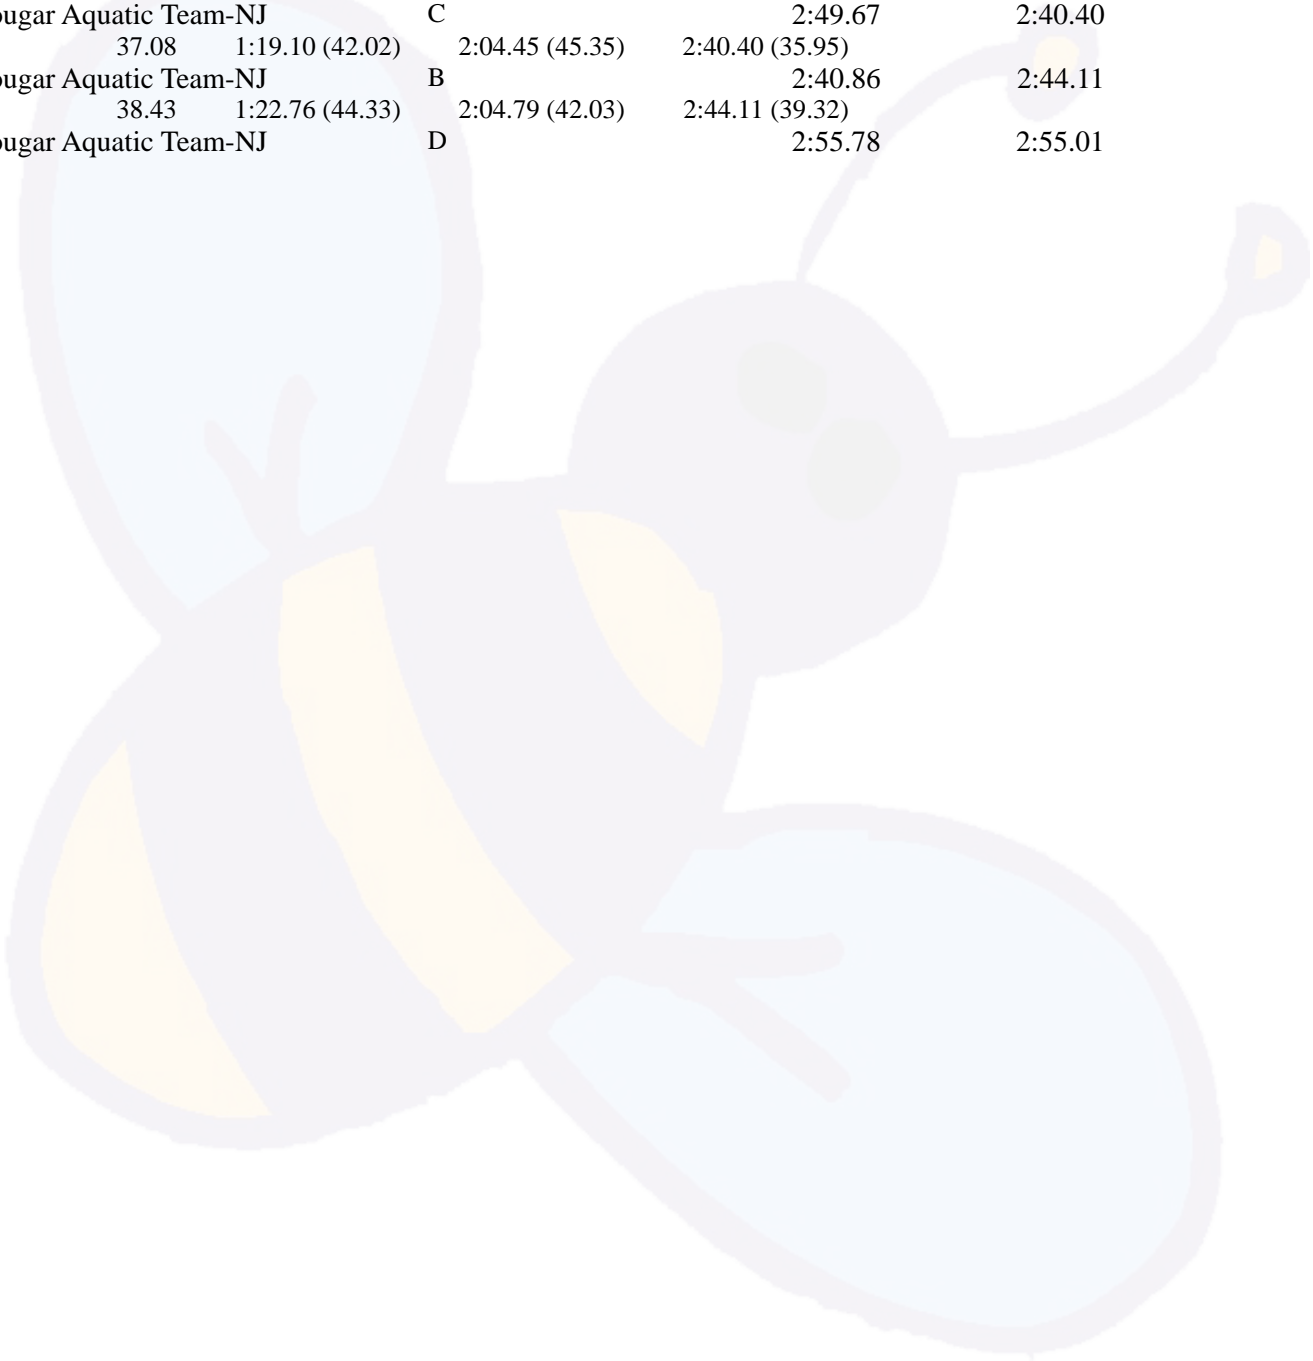 ougar Aquatic Team-NJ C 2:49.67 2:40.40
37.08 1:19.10 (42.02) 2:04.45 (45.35) 2:40.40 (35.95)
ougar Aquatic Team-NJ B 2:40.86 2:44.11
38.43 1:22.76 (44.33) 2:04.79 (42.03) 2:44.11 (39.32)
ougar Aquatic Team-NJ D 2:55.78 2:55.01